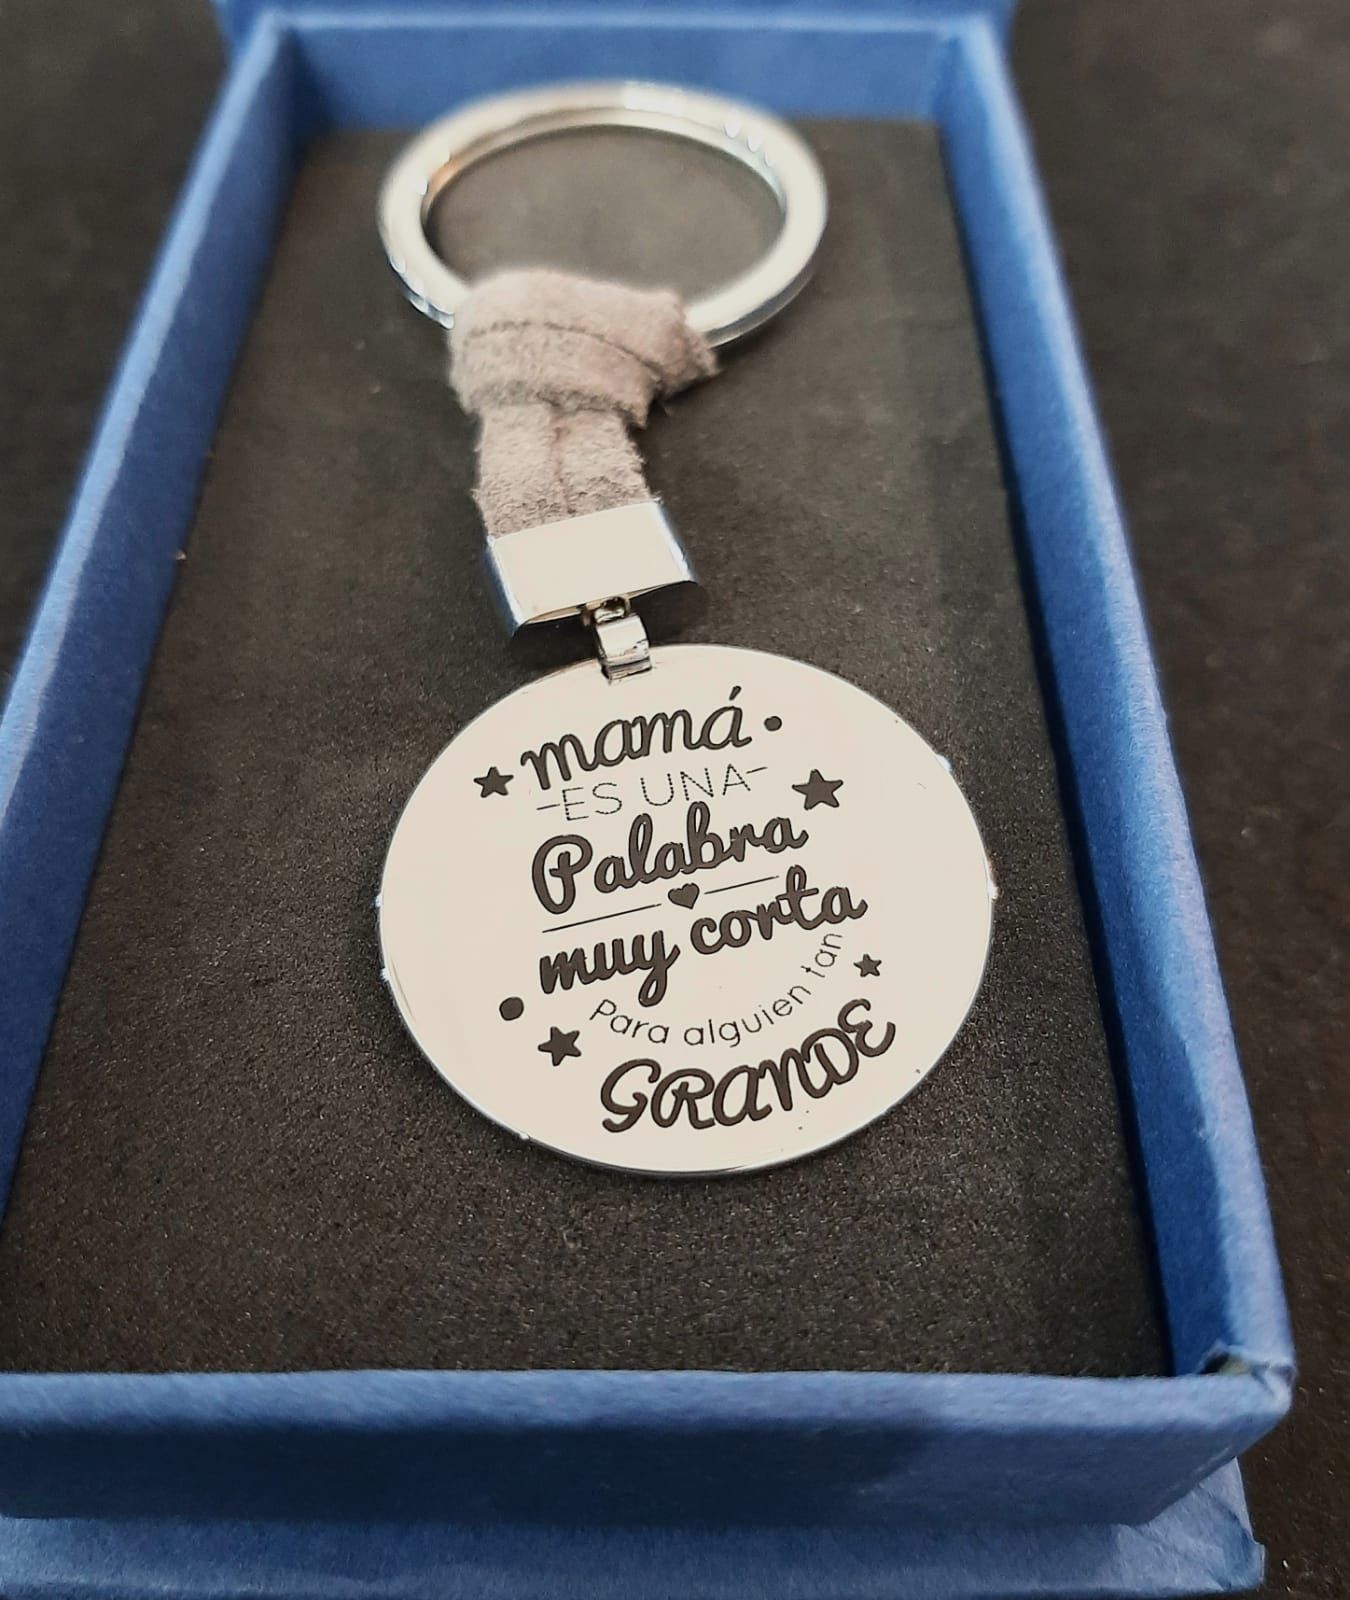 mamá
ES UNA
Palabra
muy corta
Para alguien tan
GRANDE